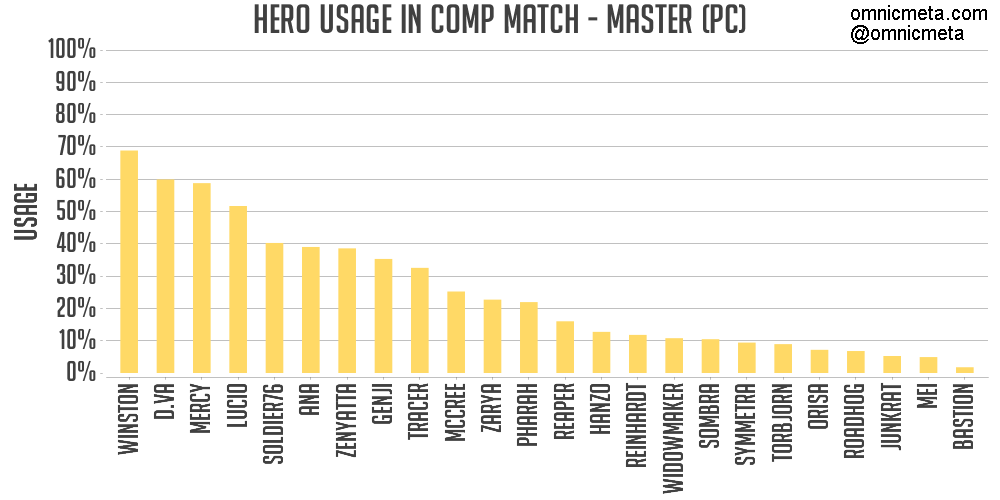 HERO USAGE IN COMP MATCH - MASTER (PC)
omnicmeta.com
@omnicmeta
USAGE
100%
90%
80%
70%
60%
50%
40%
30%
20%
10%
0%
WINSTON
D.VA
MERCY
LUCIO
SOLDIER76
ANA
ZENYATTA
GENJI
TRACER
MCCREE
ZARYA
PHARAH
REAPER
HANZO
REINHARDT
WIDOWMAKER
SOMBRA
SYMMETRA
TORBJORN
ORISA
ROADHOG
JUNKRAT
MEI
BASTION